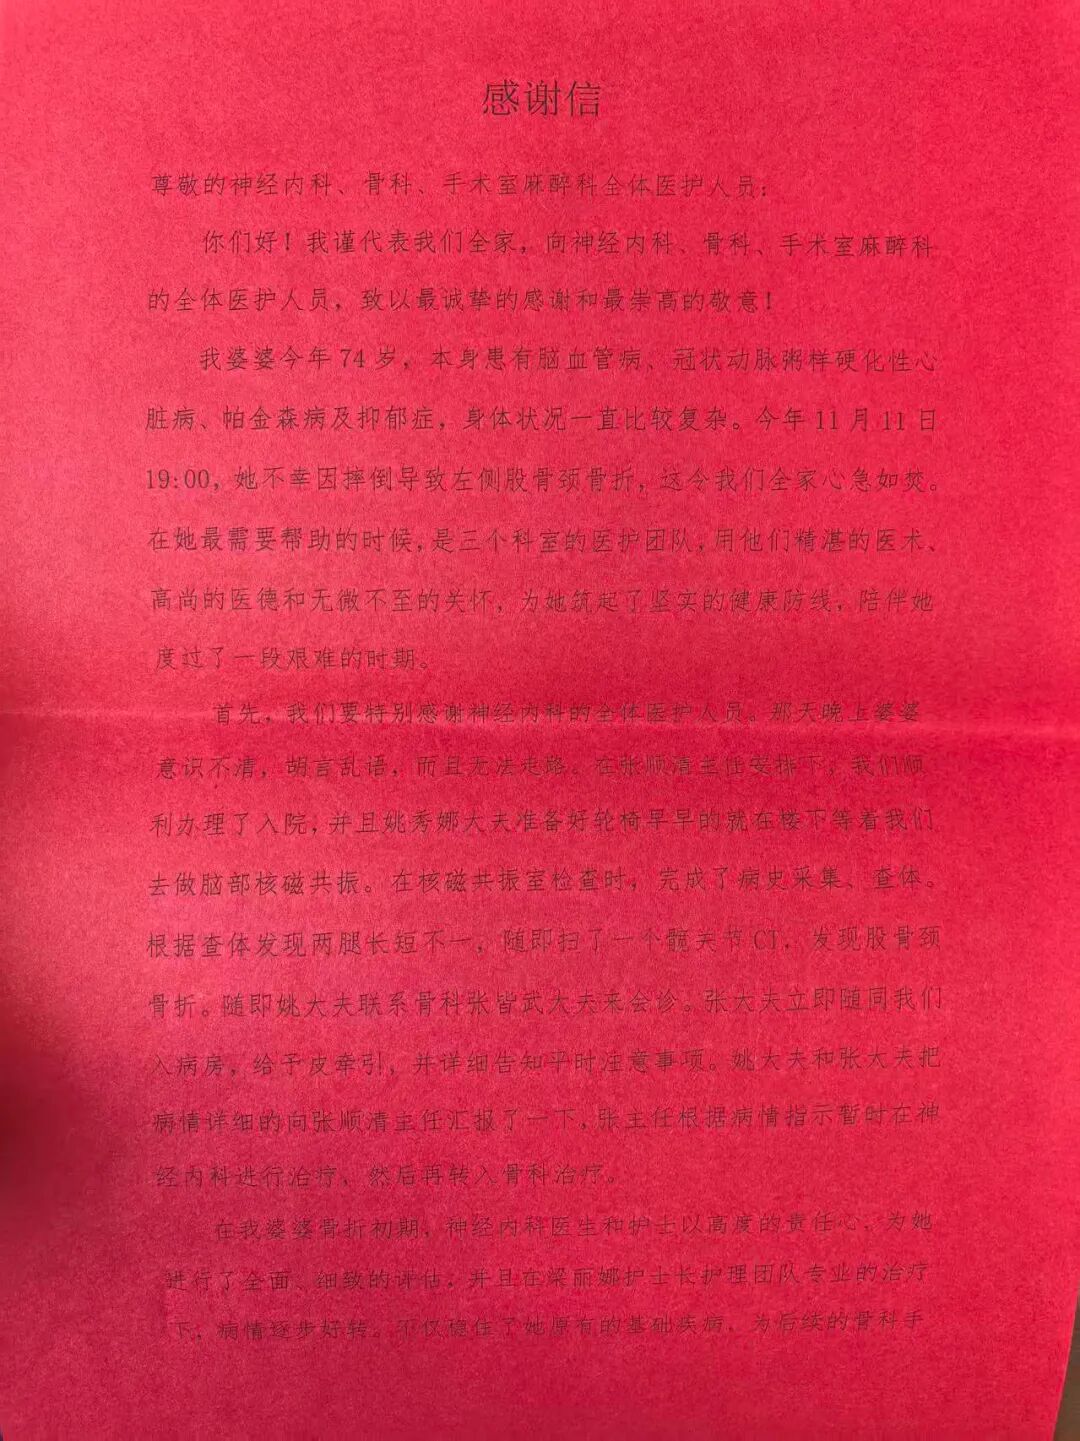 感谢信
尊敬的神经内科、骨科、手术室麻醉科全体医护人员：
你们好！我谨代表我们全家，向神经内科、骨科、手术室麻醉科
的全体医护人员，致以最诚挚的感谢和最崇高的敬意！
我婆婆今年74岁，本身患有脑血管病、冠状动脉粥样硬化性心
脏病、帕金森病及抑郁症，身体状况一直比较复杂。今年11月11日
19:00，她不幸因摔倒导致左侧股骨颈骨折，这令我们全家心急如焚。
在她最需要帮助的时候，是三个科室的医护团队，用他们精湛的医术、
高尚的医德和无微不至的关怀，为她筑起了坚实的健康防线，陪伴她
度过了一段艰难的时期。
首先，我们要特别感谢神经内科的全体医护人员。那天晚上婆婆
意识不清，胡言乱语，而且无法走路。在张顺清主任安排下，我们顺
利办理了入院，并且姚秀娜大夫准备好轮椅早早的就在楼下等着我们
去做脑部核磁共振。在核磁共振室检查时，完成了病史采集、查体。
根据查体发现两腿长短不一，随即扫了一个髋关节CT，发现股骨颈
骨折。随即姚大夫联系骨科张皆武大夫来会诊。张大夫立即随同我们
入病房，给予皮牵引，并详细告知平时注意事项。姚大夫和张大夫把
病情详细的向张顺清主任汇报了一下，张主任根据病情指示暂时在神
经内科进行治疗，然后再转入骨科治疗。
在我婆婆骨折初期，神经内科医生和护士以高度的责任心，为她
进行了全面、细致的评估，并且在梁丽娜护士长护理团队专业的治疗
下，病情逐步好转。不仅稳住了她原有的基础疾病，为后续的骨科手